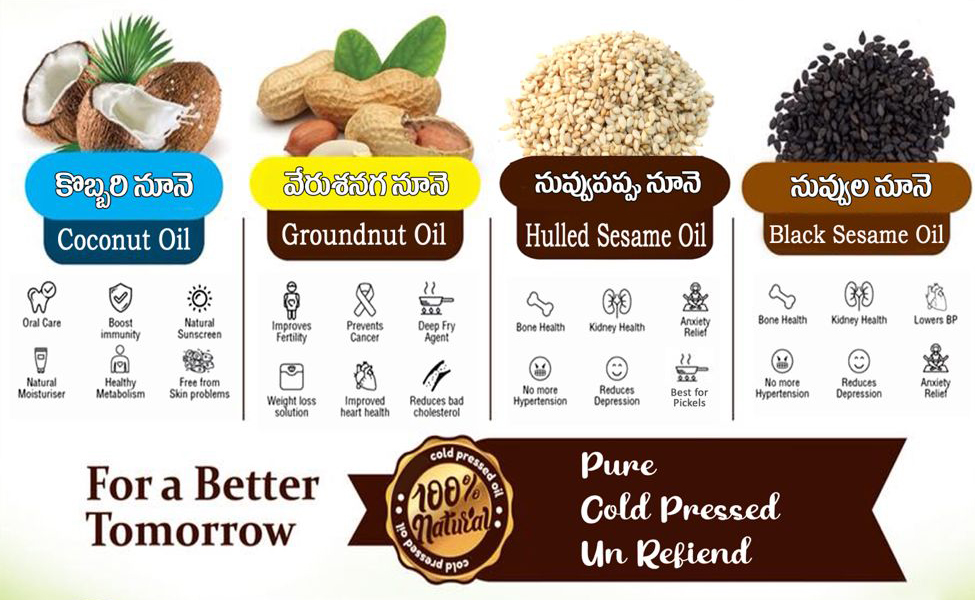 కొబ్బరి నూనె
Coconut Oil
Oral Care
Boost
immunity
Natural
Sunscreen
Natural
Moisturiser
Healthy
Metabolism
Free from
Skin problems
వేరుశనగ నూనె
Groundnut Oil
Improves
Fertility
Prevents
Cancer
Deep Fry
Agent
Weight loss
solution
Improved
heart health
Reduces bad
cholesterol
నువ్వుపప్పు నూనె
Hulled Sesame Oil
Bone Health
Kidney Health
Anxiety
Relief
No more
Hypertension
Reduces
Depression
Best for
Pickels
నువ్వుల నూనె
Black Sesame Oil
Bone Health
Kidney Health
Lowers BP
No more
Hypertension
Reduces
Depression
Anxiety
Relief
For a Better
Tomorrow
cold pressed oil
100%
Natural
cold pressed oil
Pure
Cold Pressed
Un Refiend